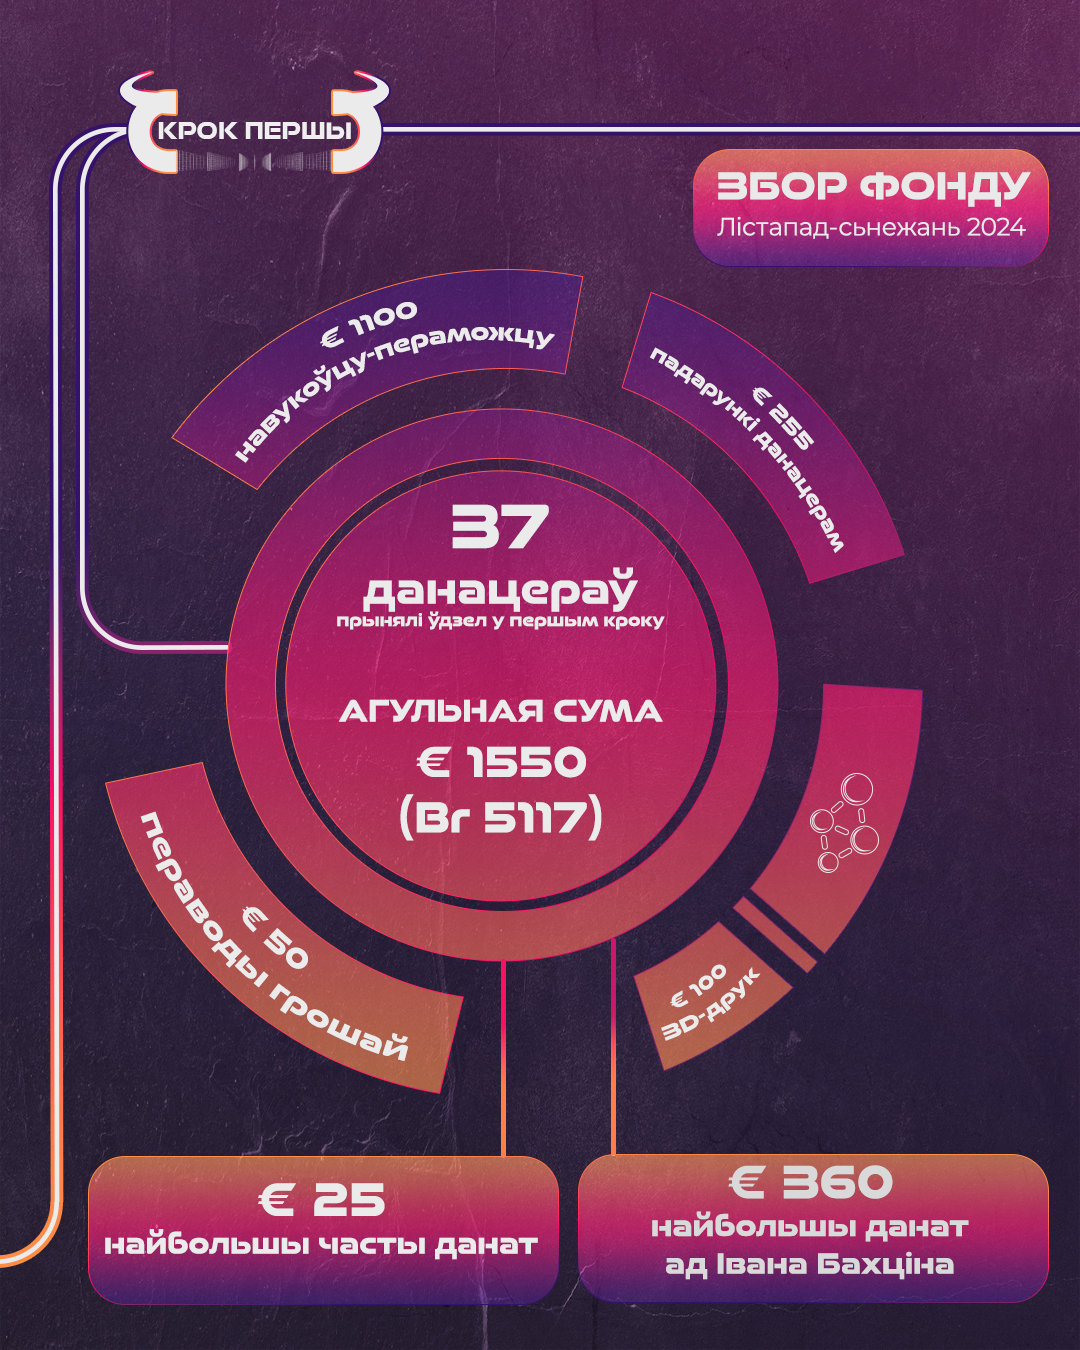 КРОК ПЕРШЫ
ЗБОР ФОНДУ
Лістапад-сьнежань 2024
€ 1100
навукоўцу-пераможцу
€ 255
падарункі данацерам
37
данацераў
прынялі ўдзел у першым кроку
АГУЛЬНАЯ СУМА
€ 1550
(Br 5117)
€ 50
пераводы грошай
€ 100
3D-друк
€ 25
найбольшы часты данат
€ 360
найбольшы данат
ад Івана Бахціна